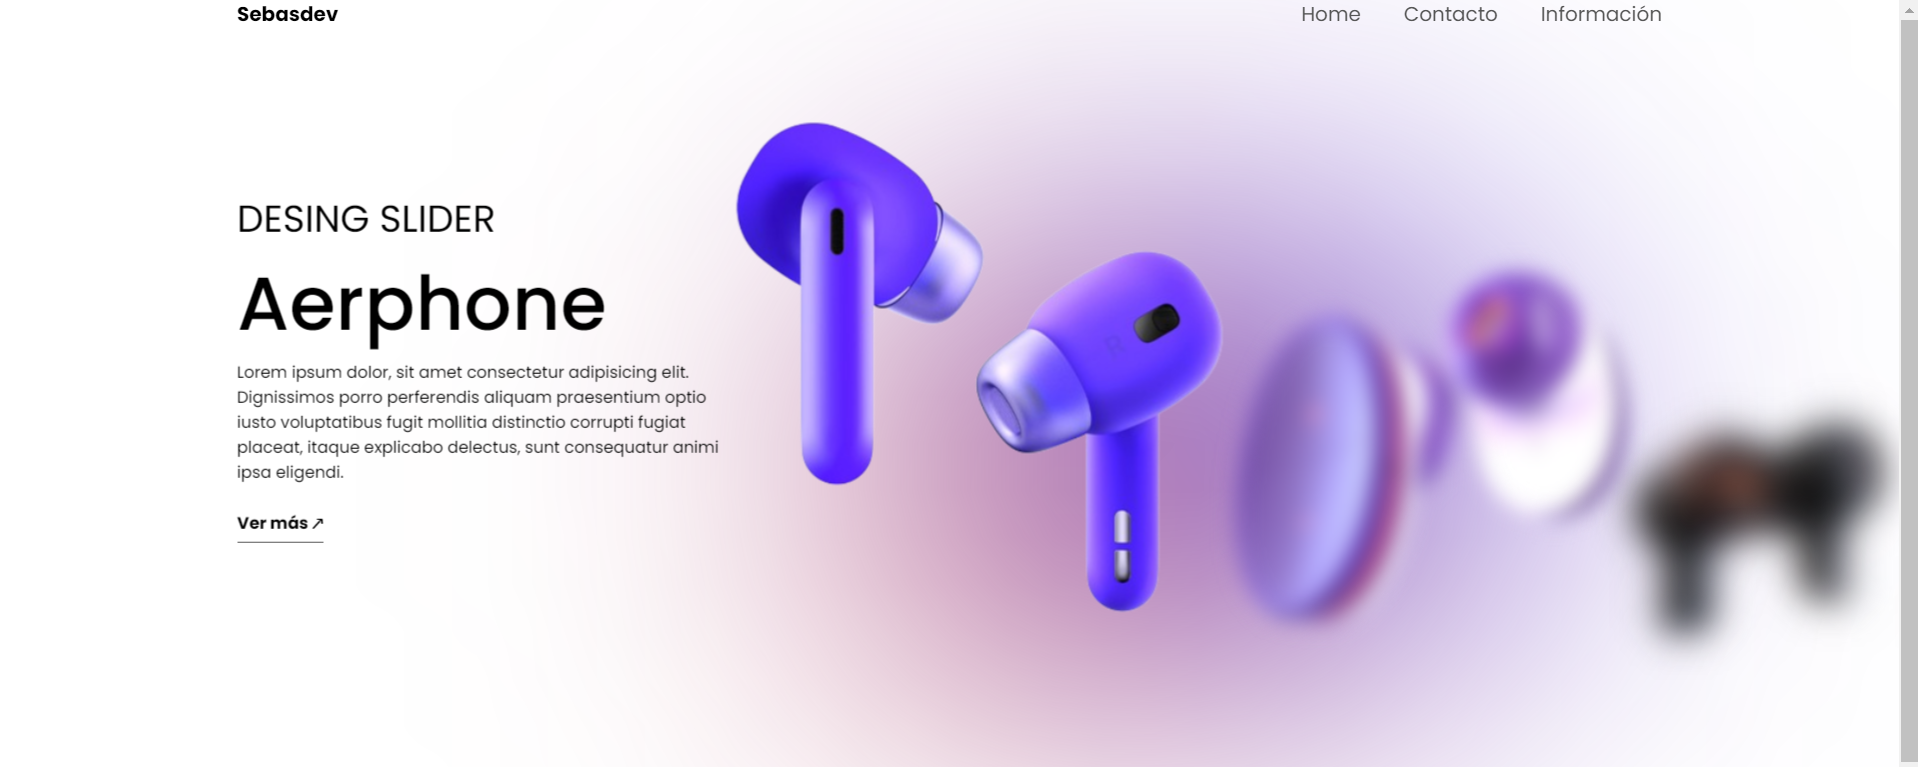 Sebasdev
Home Contacto Información
DESING SLIDER
Aerphone
Lorem ipsum dolor, sit amet consectetur adipisicing elit.
Dignissimos porro perferendis aliquam praesentium optio
iusto voluptatibus fugit mollitia distinctio corrupti fugiat
placeat, itaque explicabo delectus, sunt consequatur animi
ipsa eligendi.
Ver más ↗
R